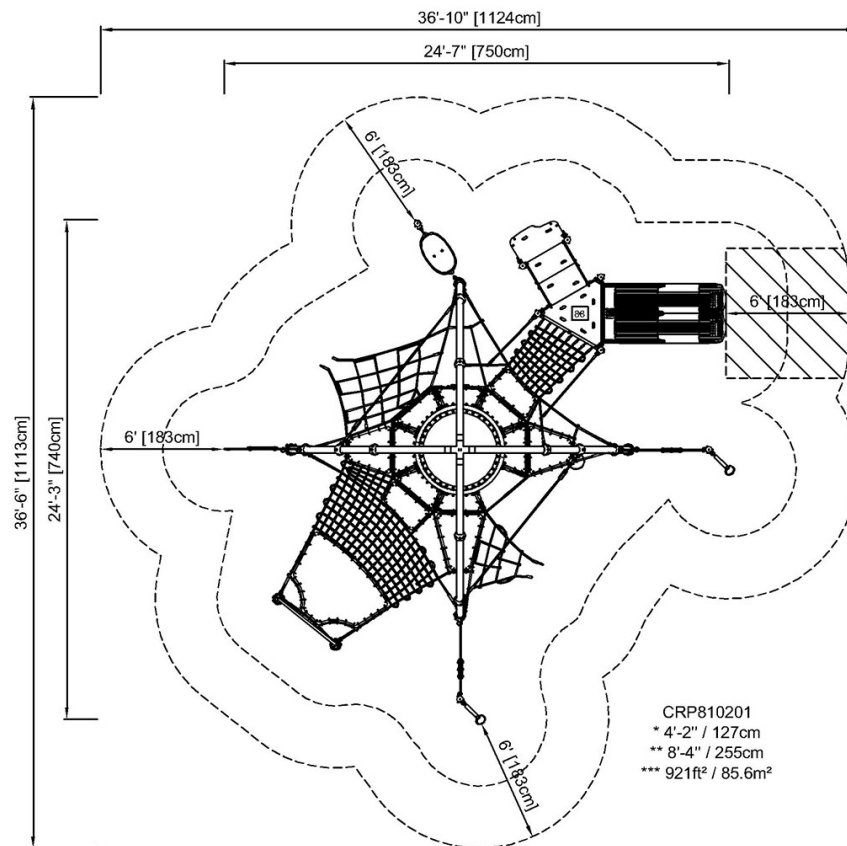 36'-10" [1124cm]
24'-7" [750cm]
6' [183cm]
36'-6" [1113cm]
24'-3" [740cm]
86
6' [183cm]
6' [183cm]
6' [183cm]
CRP810201
* 4'-2" / 127cm
** 8'-4" / 255cm
*** 921ft² / 85.6m²